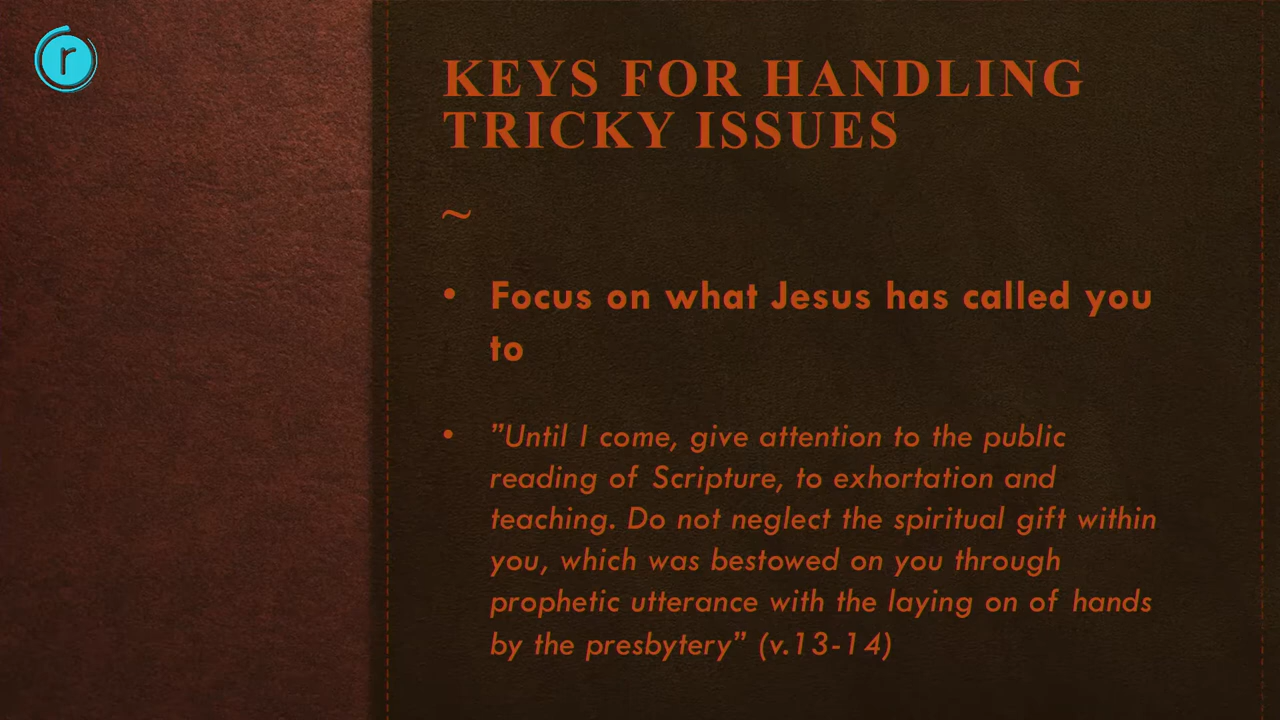 r
KEYS FOR HANDLING
TRICKY ISSUES
~
• Focus on what Jesus has called you
to
• ”Until I come, give attention to the public
reading of Scripture, to exhortation and
teaching. Do not neglect the spiritual gift within
you, which was bestowed on you through
prophetic utterance with the laying on of hands
by the presbytery” (v.13-14)